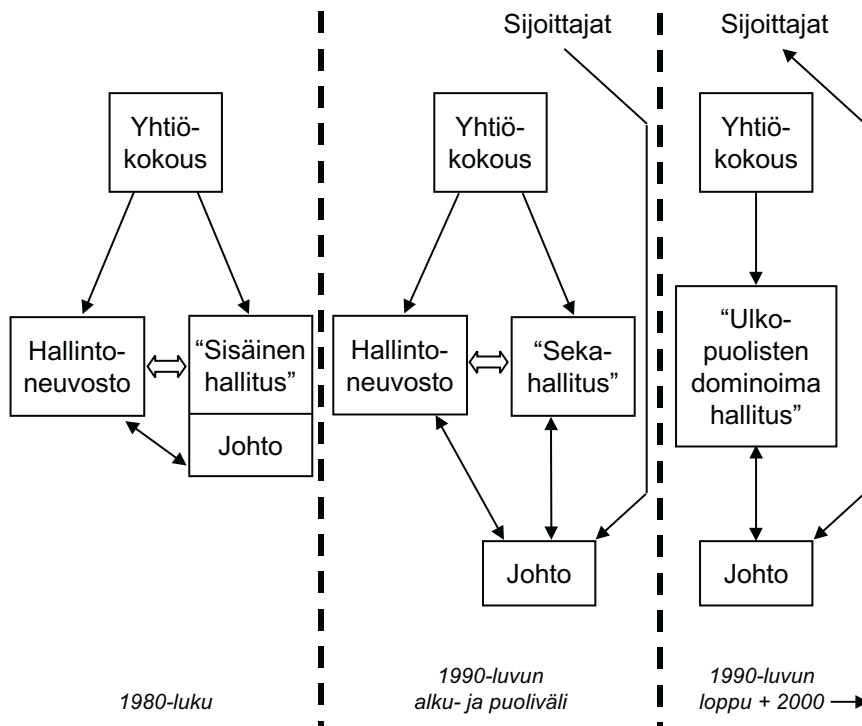 Yhtiö-
kokous
Hallinto-
neuvosto
“Sisäinen
hallitus”
Johto
1980-luku
Sijoittajat
Yhtiö-
kokous
Hallinto-
neuvosto
“Seka-
hallitus”
Johto
1990-luvun
alku- ja puoliväli
Sijoittajat
Yhtiö-
kokous
“Ulko-
puolisten
dominoima
hallitus”
Johto
1990-luvun
loppu + 2000